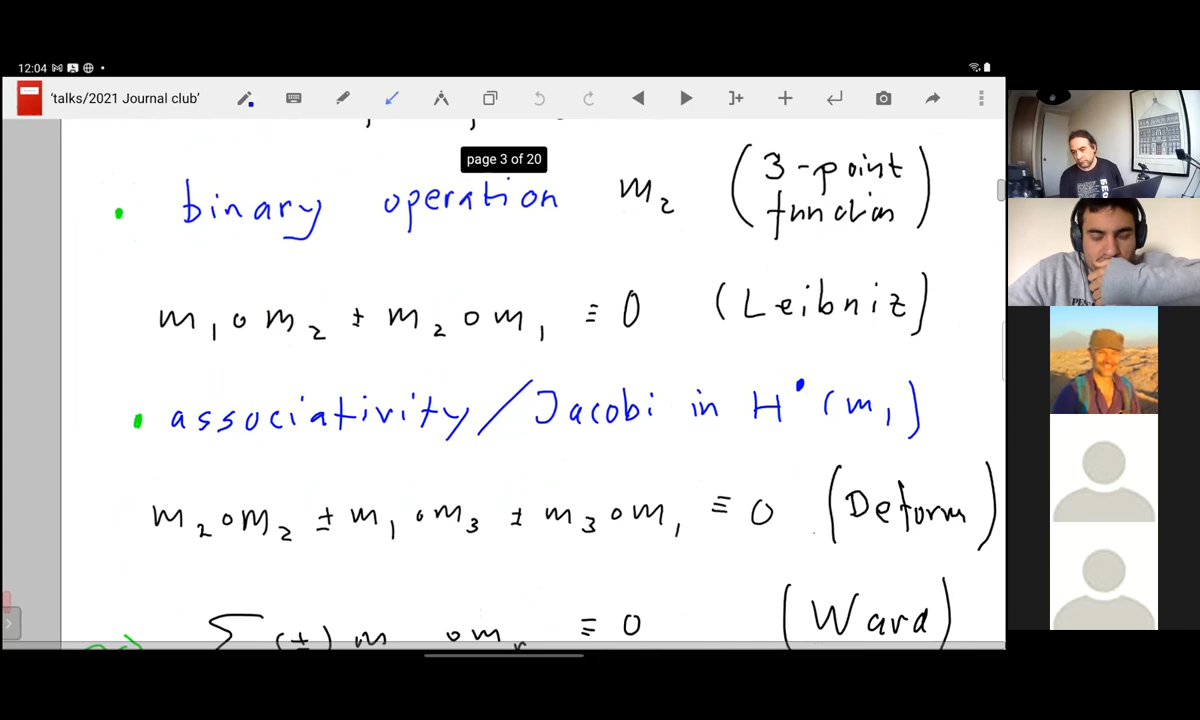 12:04
'talks/2021 Journal club'
page 3 of 20
• binary operation m₂ (3-point function)
m₁∘m₂ ± m₂∘m₁ ≡ 0 (Leibniz)
• associativity/Jacobi in H^•(m₁)
m₂∘m₂ ± m₁∘m₃ ± m₃∘m₁ ≡ 0 (Deform)
∑ (±) m ∘m ≡ 0 (Ward)